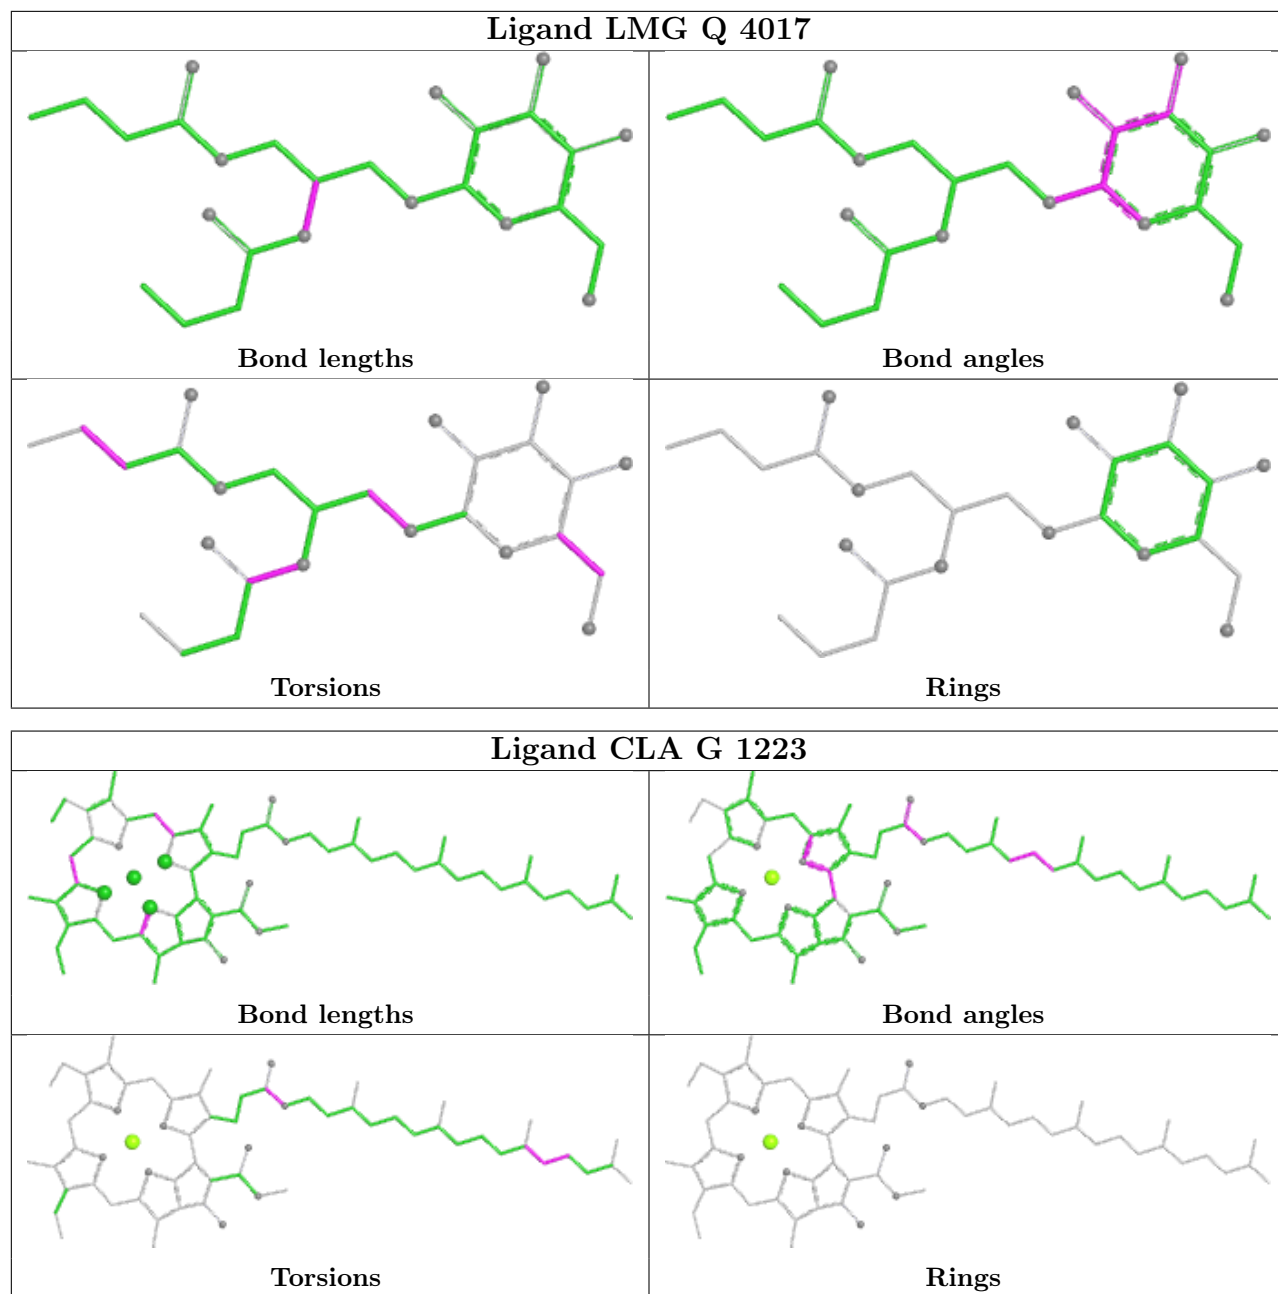 Ligand LMG Q 4017
Bond lengths
Bond angles
Torsions
Rings
Ligand CLA G 1223
Bond lengths
Bond angles
Torsions
Rings